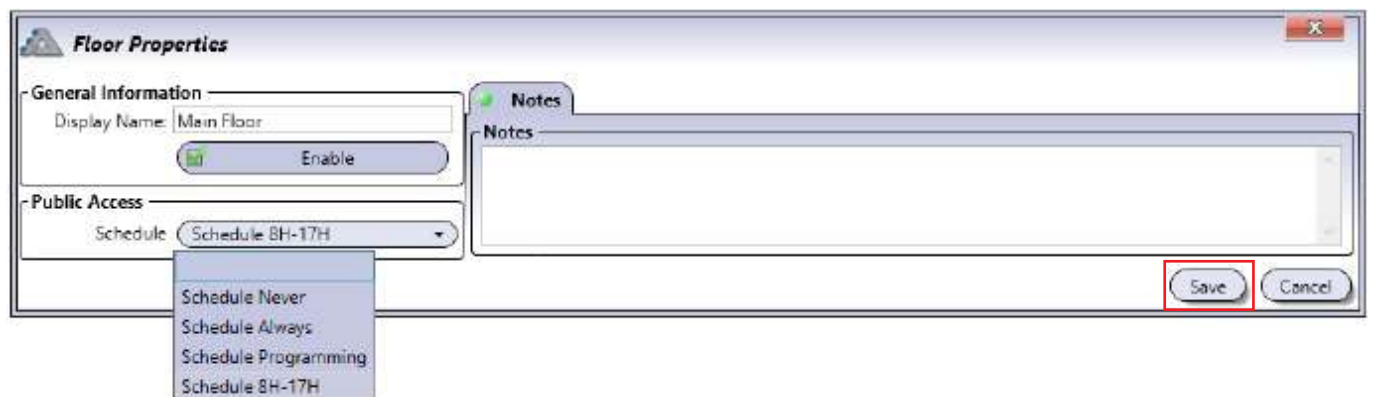 Floor Properties
X
General Information
Display Name: Main Floor
Enable
Public Access
Schedule Schedule 8H-17H
Schedule Never
Schedule Always
Schedule Programming
Schedule 8H-17H
Notes
Notes
Save Cancel